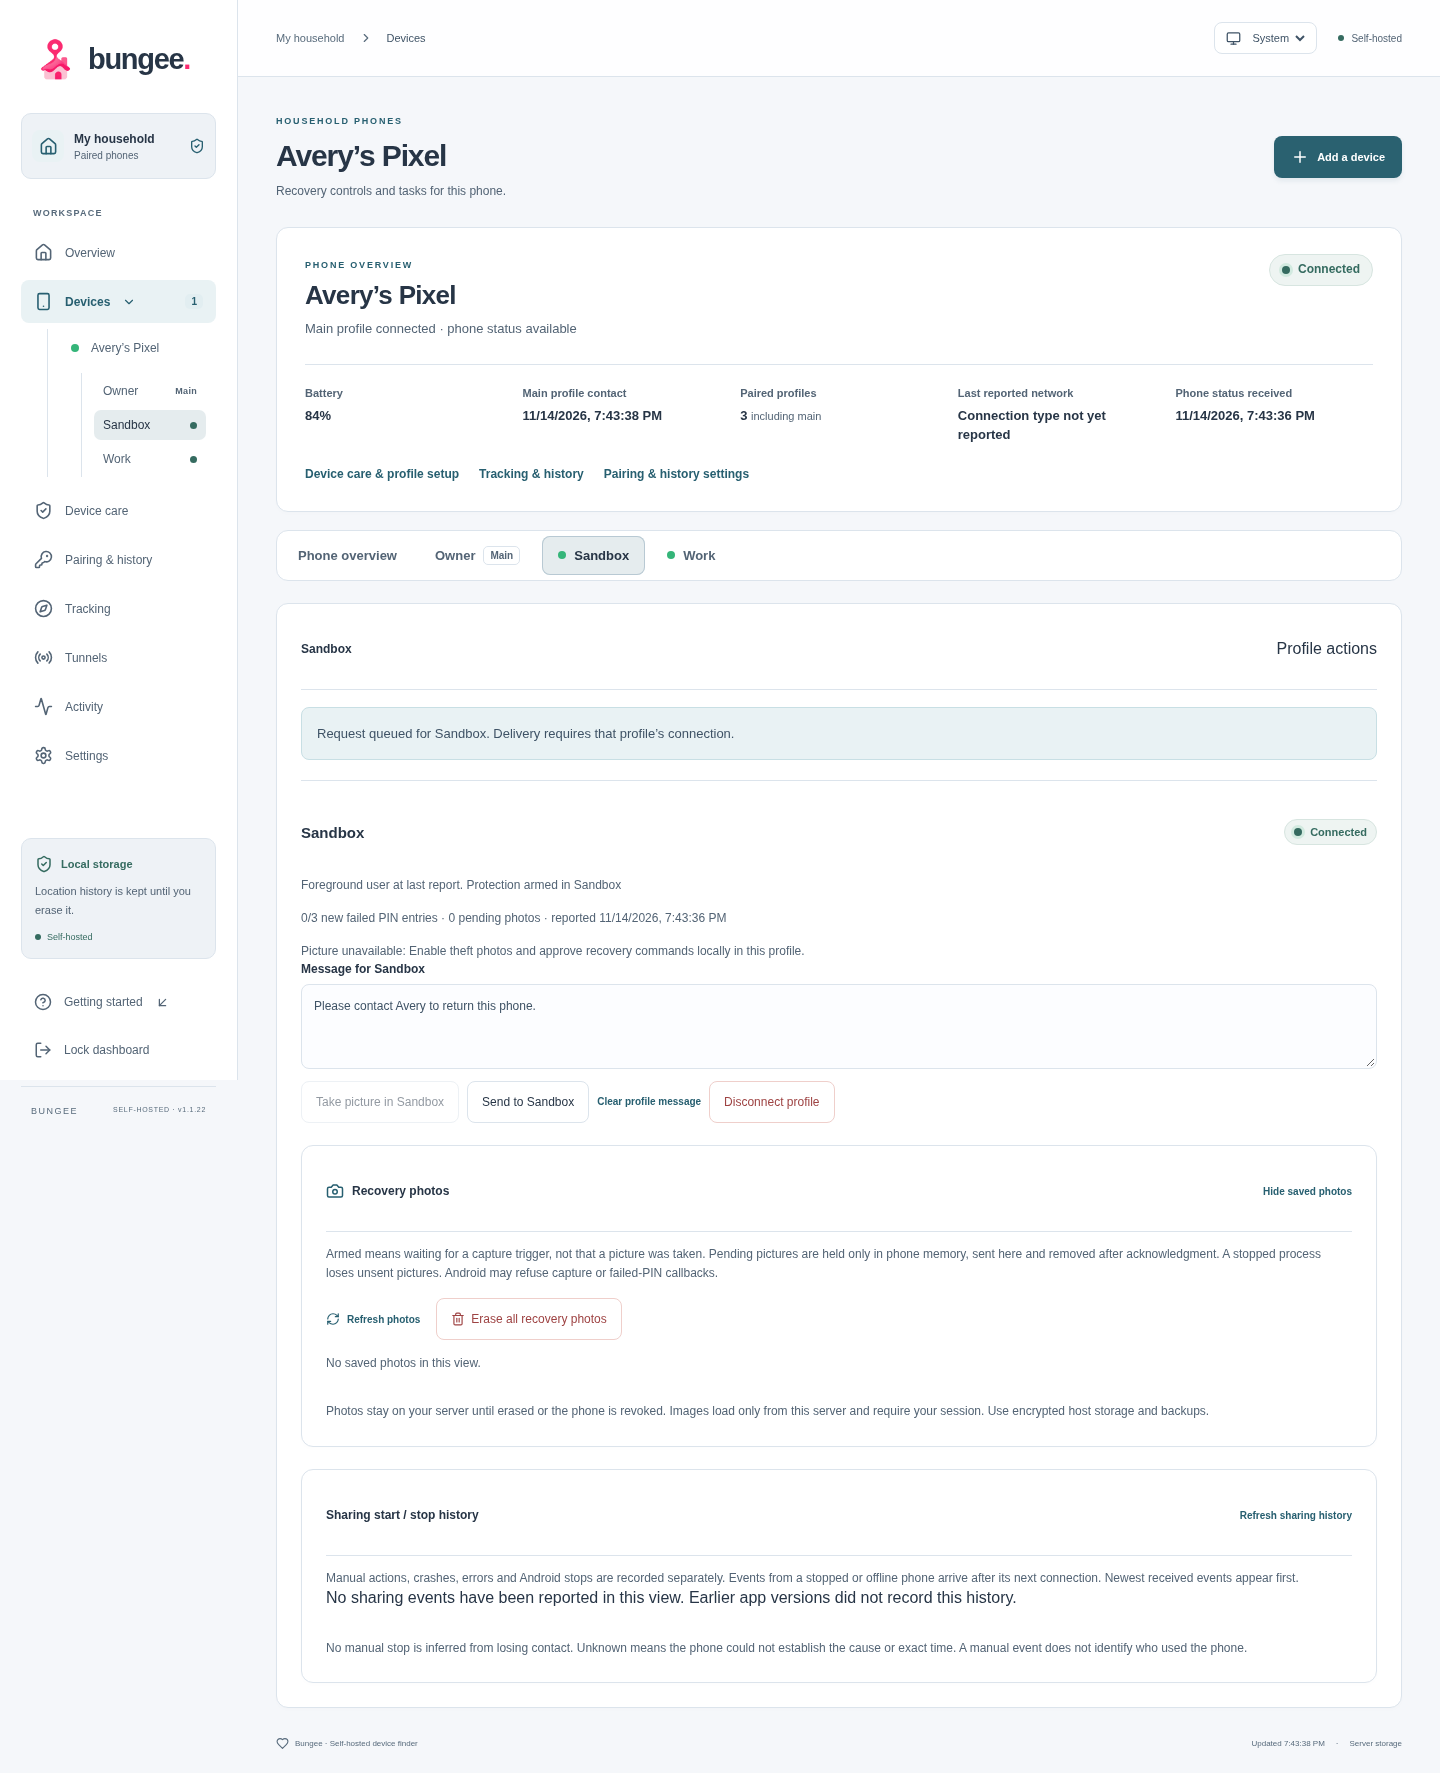 bungee.
My household
Paired phones
WORKSPACE
Overview
Devices
1
Avery’s Pixel
Owner
Main
Sandbox
Work
Device care
Pairing & history
Tracking
Tunnels
Activity
Settings
Local storage
Location history is kept until you
erase it.
Self-hosted
Getting started
Lock dashboard
BUNGEE
SELF-HOSTED · v1.1.22
My household
Devices
System
Self-hosted
HOUSEHOLD PHONES
Avery’s Pixel
Recovery controls and tasks for this phone.
Add a device
PHONE OVERVIEW
Avery’s Pixel
Main profile connected · phone status available
Connected
Battery
84%
Main profile contact
11/14/2026, 7:43:38 PM
Paired profiles
3 including main
Last reported network
Connection type not yet
reported
Phone status received
11/14/2026, 7:43:36 PM
Device care & profile setup
Tracking & history
Pairing & history settings
Phone overview
Owner
Main
Sandbox
Work
Sandbox
Profile actions
Request queued for Sandbox. Delivery requires that profile’s connection.
Sandbox
Connected
Foreground user at last report. Protection armed in Sandbox
0/3 new failed PIN entries · 0 pending photos · reported 11/14/2026, 7:43:36 PM
Picture unavailable: Enable theft photos and approve recovery commands locally in this profile.
Message for Sandbox
Please contact Avery to return this phone.
Take picture in Sandbox
Send to Sandbox
Clear profile message
Disconnect profile
Recovery photos
Hide saved photos
Armed means waiting for a capture trigger, not that a picture was taken. Pending pictures are held only in phone memory, sent here and removed after acknowledgment. A stopped process
loses unsent pictures. Android may refuse capture or failed-PIN callbacks.
Refresh photos
Erase all recovery photos
No saved photos in this view.
Photos stay on your server until erased or the phone is revoked. Images load only from this server and require your session. Use encrypted host storage and backups.
Sharing start / stop history
Refresh sharing history
Manual actions, crashes, errors and Android stops are recorded separately. Events from a stopped or offline phone arrive after its next connection. Newest received events appear first.
No sharing events have been reported in this view. Earlier app versions did not record this history.
No manual stop is inferred from losing contact. Unknown means the phone could not establish the cause or exact time. A manual event does not identify who used the phone.
Bungee · Self-hosted device finder
Updated 7:43:38 PM · Server storage